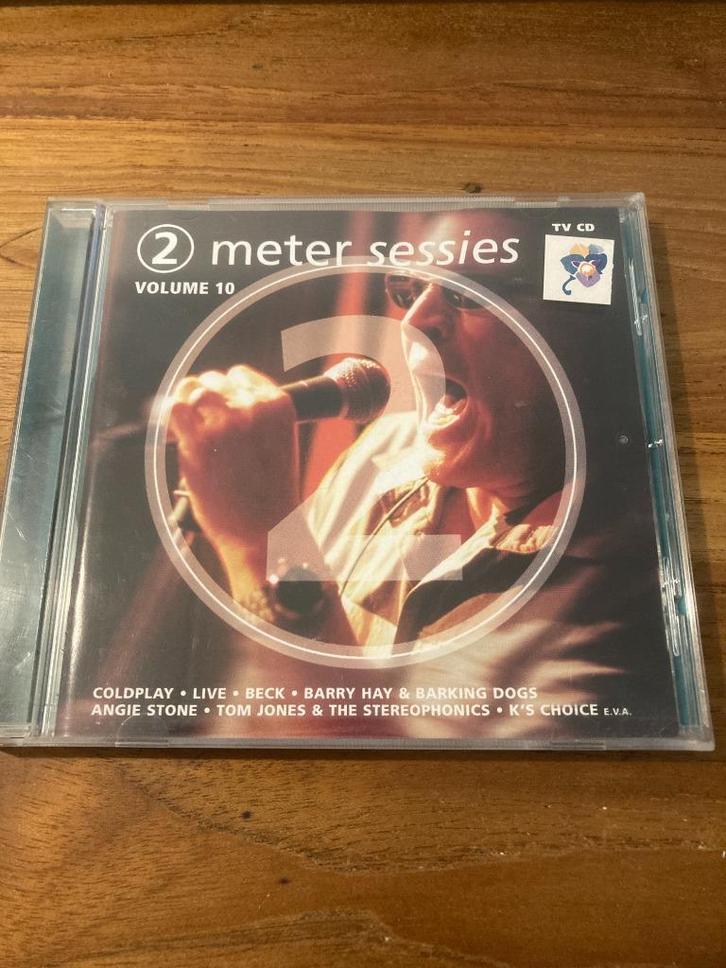 2 meter sessies
TV CD
VOLUME 10
2
COLDPLAY • LIVE • BECK • BARRY HAY & BARKING DOGS
ANGIE STONE • TOM JONES & THE STEREOPHONICS • K'S CHOICE E.V.A.